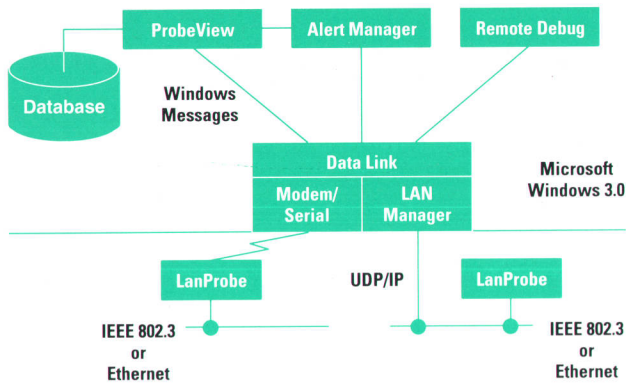 ProbeView
Alert Manager
Remote Debug
Database
Windows
Messages
Data Link
Modem/
Serial
LAN
Manager
Microsoft
Windows 3.0
LanProbe
UDP/IP
LanProbe
IEEE 802.3
or
Ethernet
IEEE 802.3
or
Ethernet